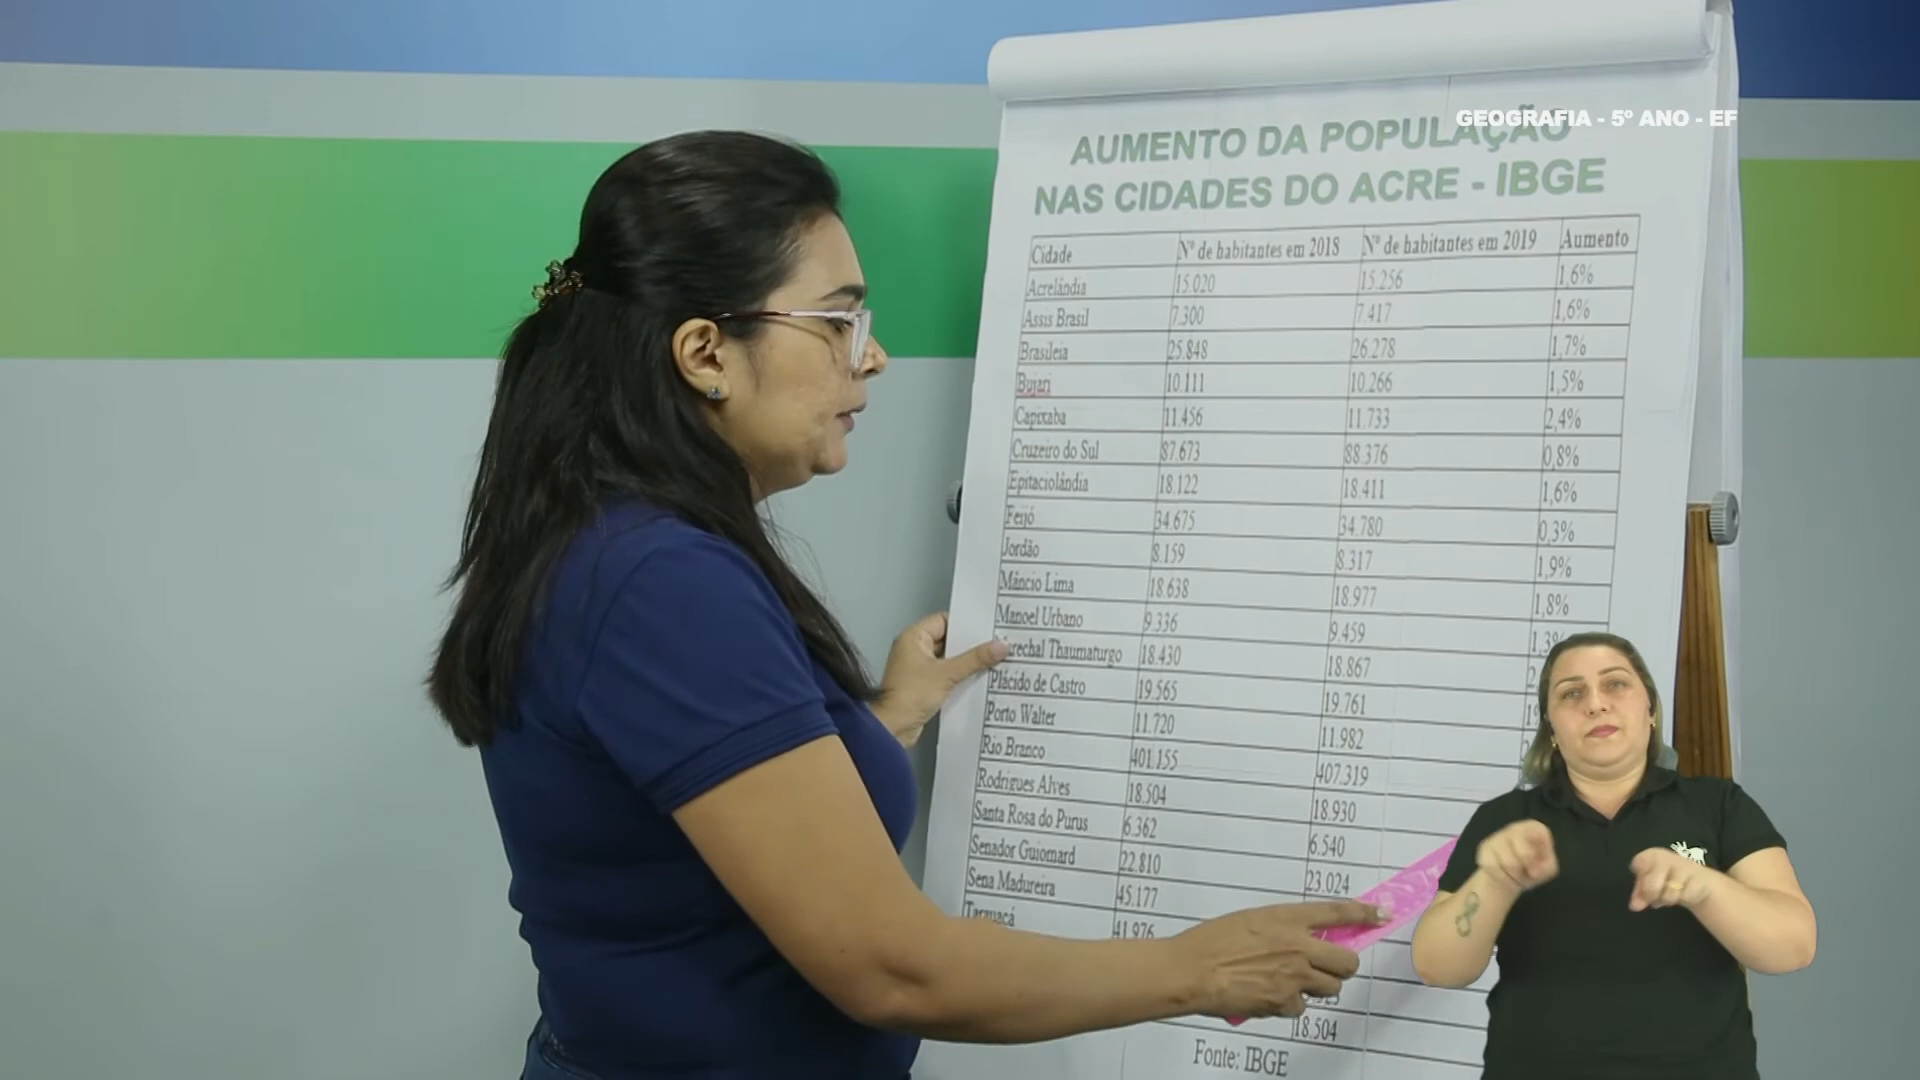 GEOGRAFIA - 5º ANO - EF
AUMENTO DA POPULAÇÃO
NAS CIDADES DO ACRE - IBGE
Cidade Nº de habitantes em 2018 Nº de habitantes em 2019 Aumento
Acrelândia 15.020 15.256 1,6%
Assis Brasil 7.300 7.417 1,6%
Brasileia 25.848 26.278 1,7%
Bujari 10.111 10.266 1,5%
Capixaba 11.456 11.733 2,4%
Cruzeiro do Sul 87.673 88.376 0,8%
Epitaciolândia 18.122 18.411 1,6%
Feijó 34.675 34.780 0,3%
Jordão 8.159 8.317 1,9%
Mâncio Lima 18.638 18.977 1,8%
Manoel Urbano 9.336 9.459 1,3%
Thaumaturgo 18.430 18.867
Plácido de Castro 19.565 19.761
Porto Walter 11.720 11.982
Rio Branco 401.155 407.319
Rodrigues Alves 18.504 18.930
Santa Rosa do Purus 6.362 6.540
Senador Guiomard 22.810 23.024
Sena Madureira 45.177
Tarauacá 41.976
18.504
Fonte: IBGE